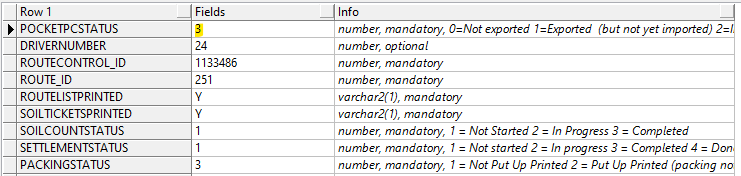 Row 1 Fields Info
POCKETPCSTATUS 3 number, mandatory, 0=Not exported 1=Exported (but not yet imported) 2=
DRIVERNUMBER 24 number, optional
ROUTECONTROL_ID 1133486 number, mandatory
ROUTE_ID 251 number, mandatory
ROUTELISTPRINTED Y varchar2(1), mandatory
SOILTICKETSPRINTED Y varchar2(1), mandatory
SOILCOUNTSTATUS 1 number, mandatory, 1 = Not Started 2 = In Progress 3 = Completed
SETTLEMENTSTATUS 1 number, mandatory, 1 = Not started 2 = In progress 3 = Completed 4 = Don
PACKINGSTATUS 3 number, mandatory, 1 = Not Put Up Printed 2 = Put Up Printed (packing no